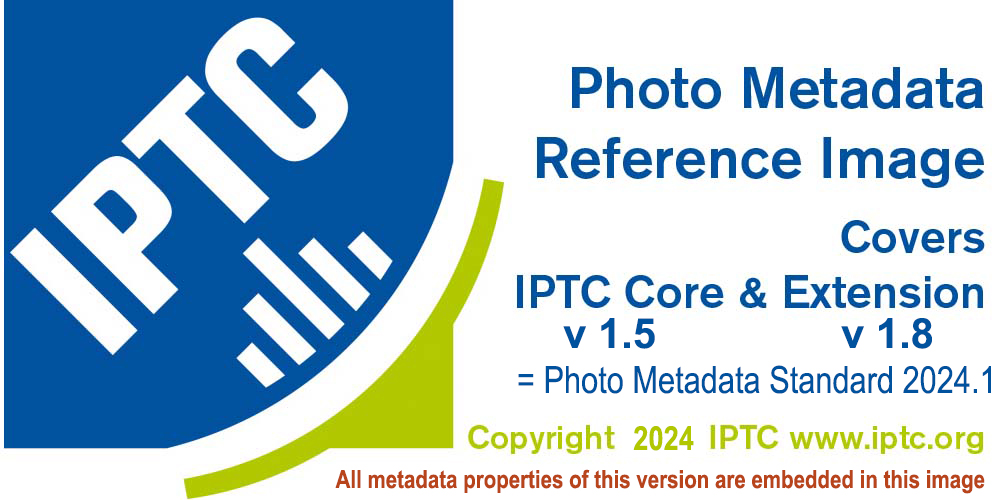 IPTC
Photo Metadata
Reference Image
Covers
IPTC Core & Extension
v 1.5 v 1.8
= Photo Metadata Standard 2024.1
Copyright 2024 IPTC www.iptc.org
All metadata properties of this version are embedded in this image